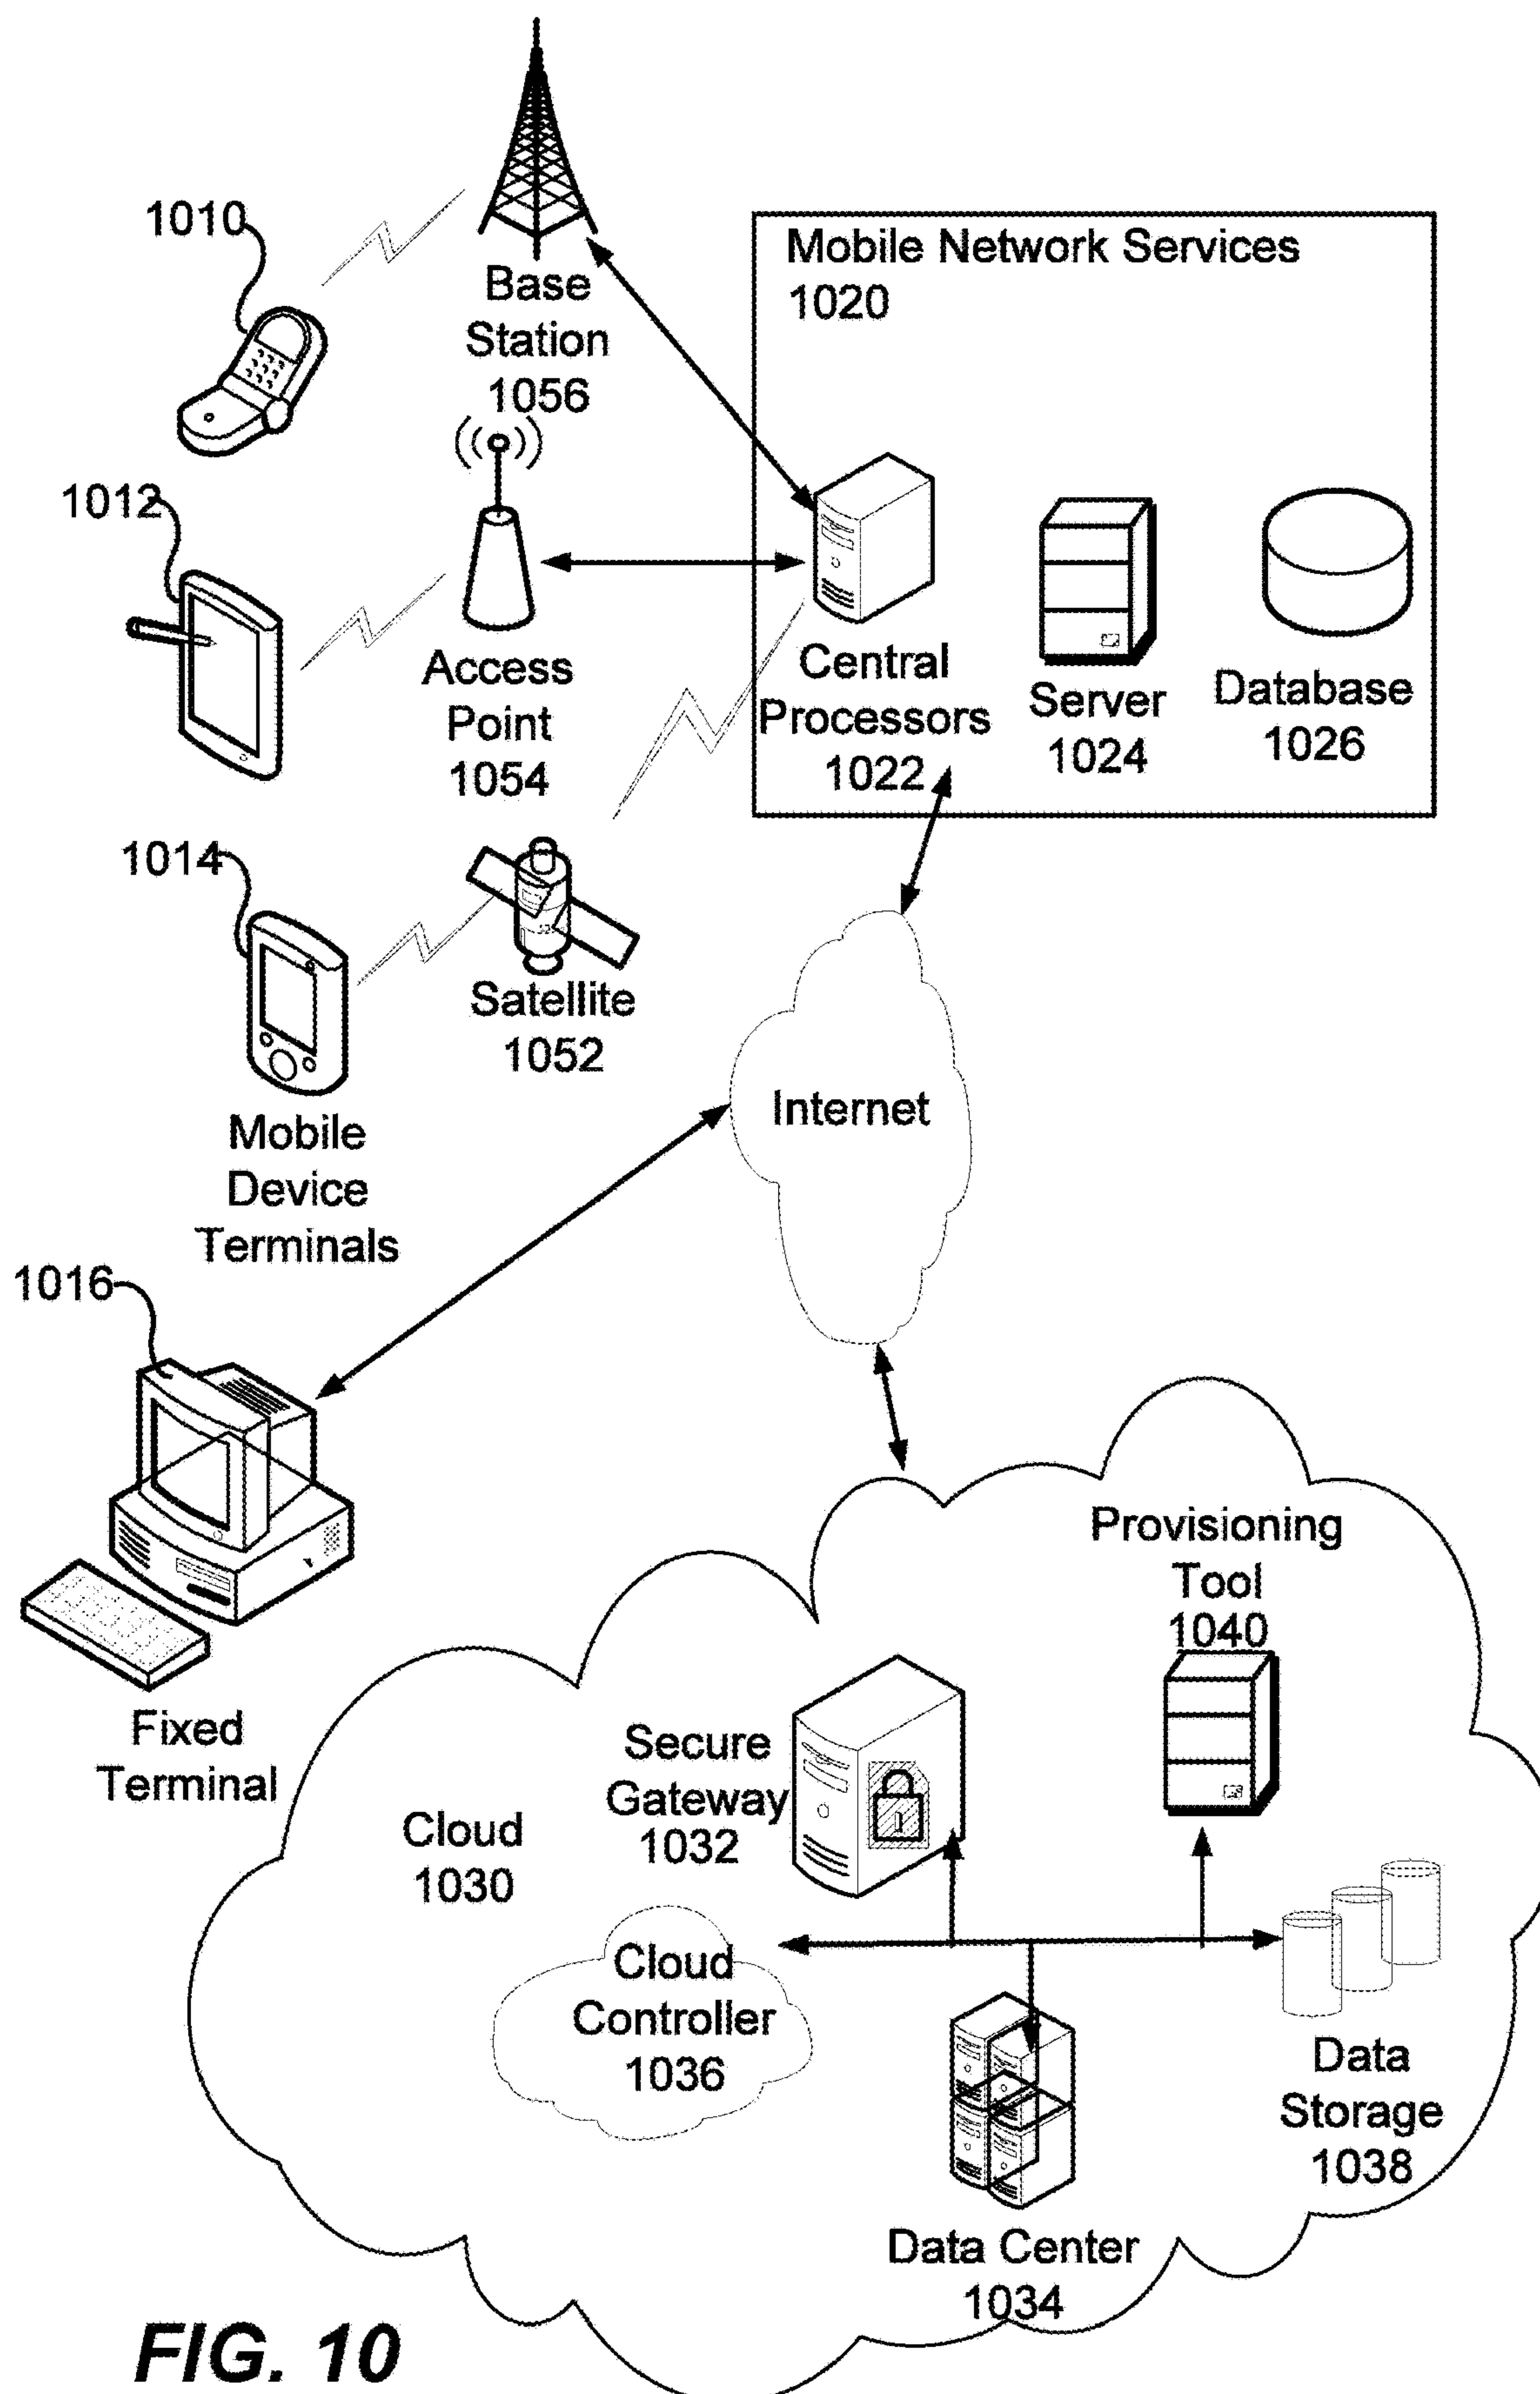 1010
Base
Station
1056
Mobile Network Services
1020
1012
Access
Point
1054
Central
Processors
1022
Server
1024
Database
1026
1014
Satellite
1052
Mobile
Device
Terminals
Internet
1016
Fixed
Terminal
Provisioning
Tool
1040
Secure
Gateway
1032
Cloud
1030
Cloud
Controller
1036
Data
Storage
1038
Data Center
1034
FIG. 10